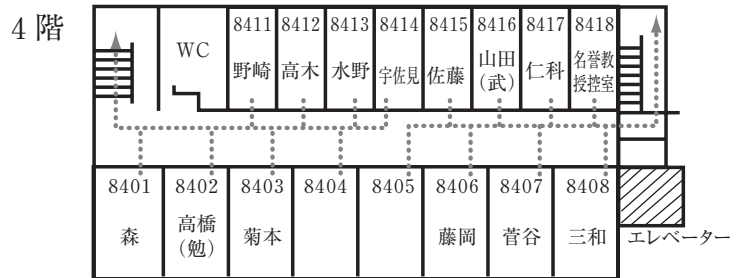 4 階
WC
8411
野崎
8412
高木
8413
水野
8414
宇佐見
8415
佐藤
8416
山田
(武)
8417
仁科
8418
名誉教
授控室
8401
森
8402
高橋
(勉)
8403
菊本
8404
8405
8406
藤岡
8407
菅谷
8408
三和
エレベーター